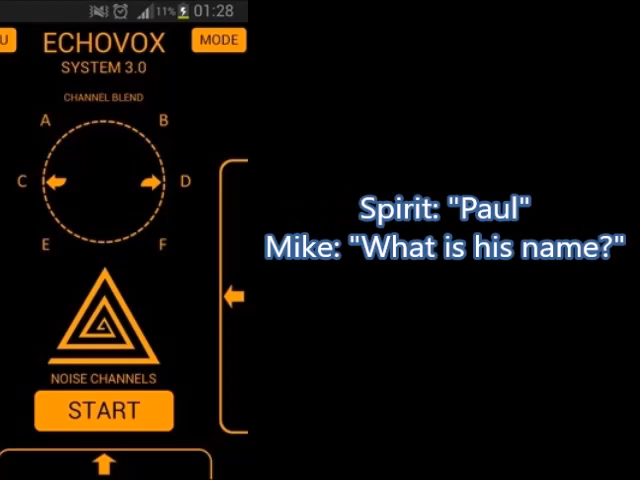 11% 01:28
U
ECHOVOX
MODE
SYSTEM 3.0
CHANNEL BLEND
A B
C D
E F
NOISE CHANNELS
START
Spirit: "Paul"
Mike: "What is his name?"